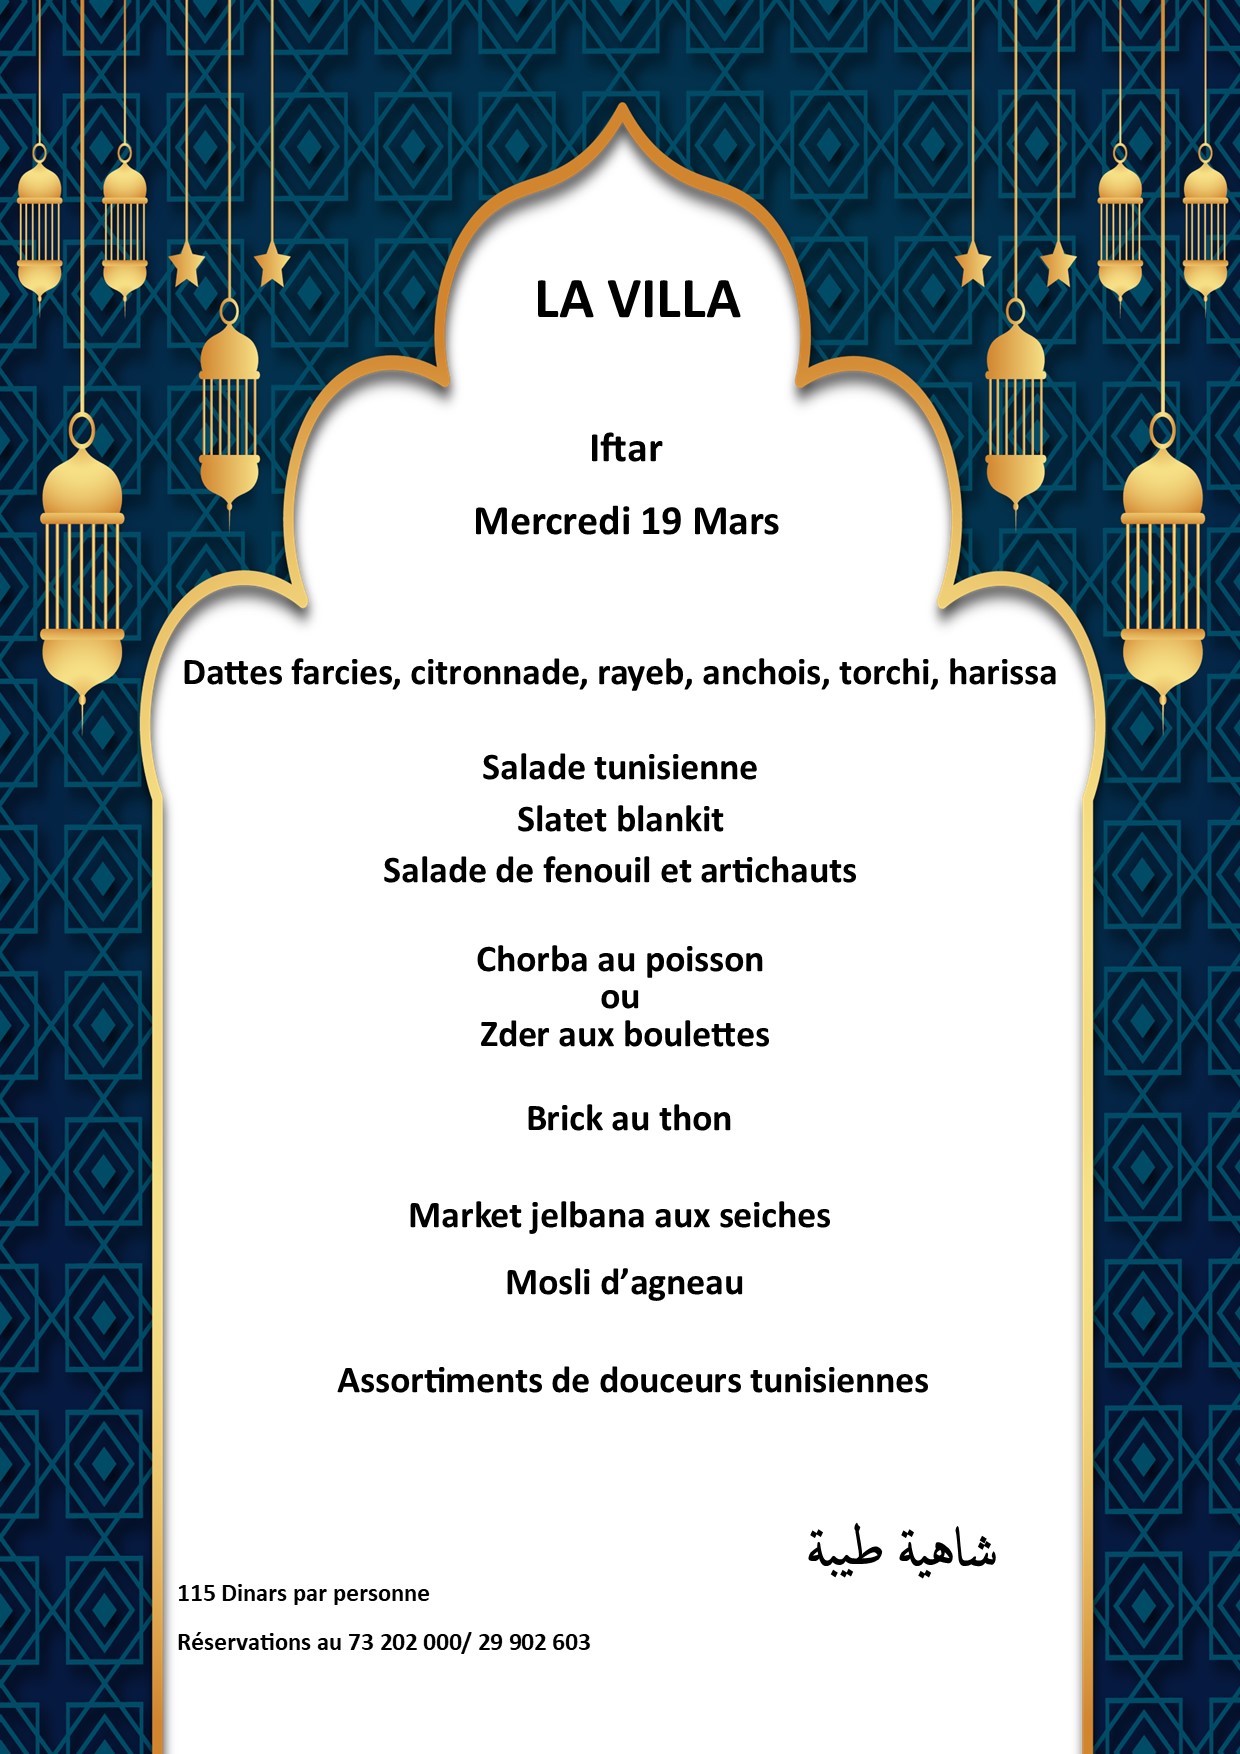 LA VILLA
Iftar
Mercredi 19 Mars
Dattes farcies, citronnade, rayeb, anchois, torchi, harissa
Salade tunisienne
Slatet blankit
Salade de fenouil et artichauts
Chorba au poisson
ou
Zder aux boulettes
Brick au thon
Market jelbana aux seiches
Mosli d’agneau
Assortiments de douceurs tunisiennes
شاهية طيبة
115 Dinars par personne
Réservations au 73 202 000/ 29 902 603